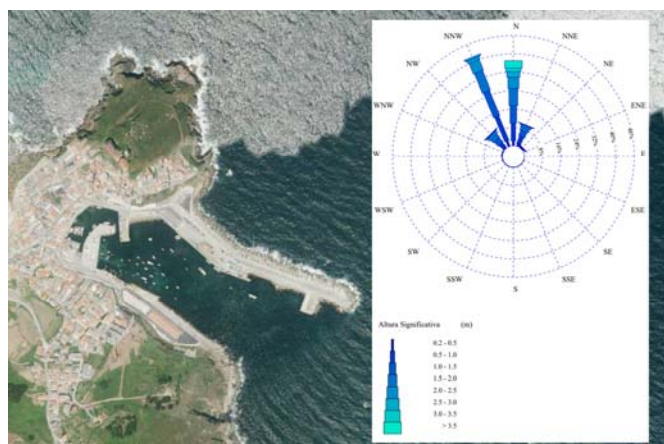 N
NNW
NNE
NW
NE
WNW
ENE
W
E
WSW
ESE
SW
SE
SSW
SSE
S
Altura Significativa (m)
0.2 - 0.5
0.5 - 1.0
1.0 - 1.5
1.5 - 2.0
2.0 - 2.5
2.5 - 3.0
3.0 - 3.5
> 3.5